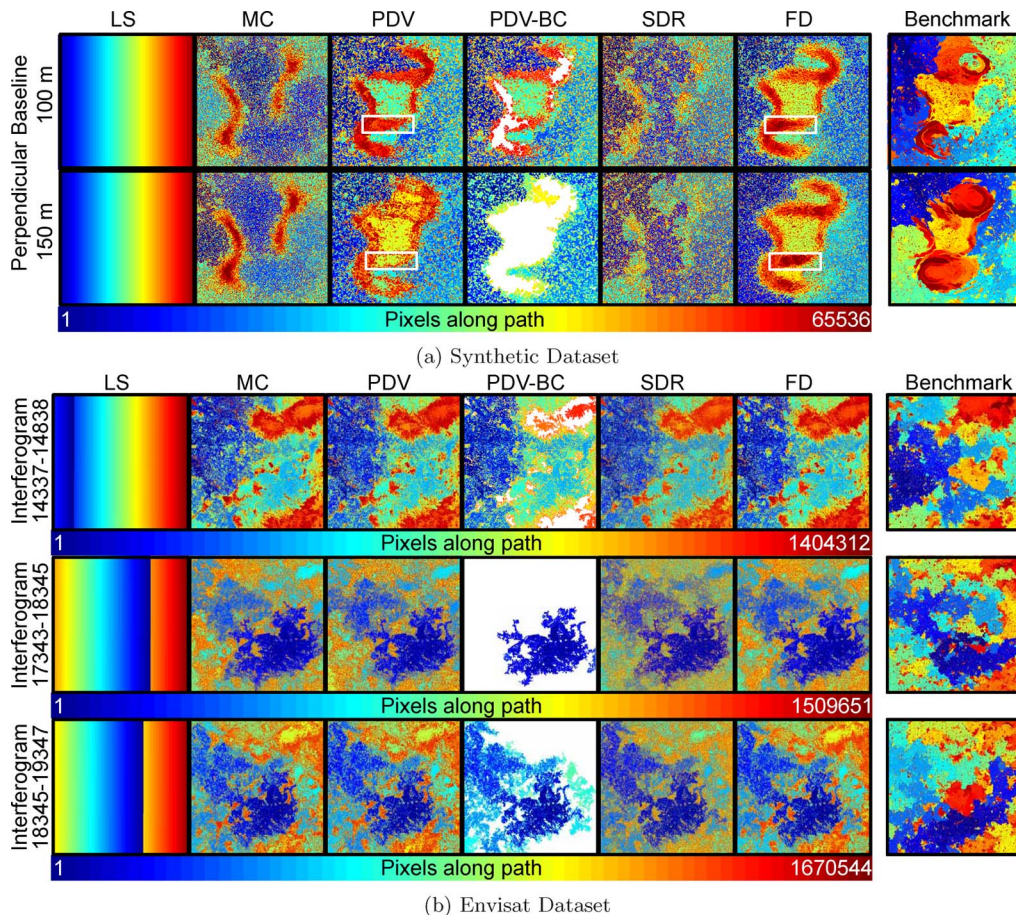 LS MC PDV PDV-BC SDR FD Benchmark
Perpendicular Baseline
100 m
150 m
1 Pixels along path 65536
(a) Synthetic Dataset
LS MC PDV PDV-BC SDR FD Benchmark
Interferogram
14337-14838
1 Pixels along path 1404312
Interferogram
17343-18345
1 Pixels along path 1509651
Interferogram
18345-19347
1 Pixels along path 1670544
(b) Envisat Dataset